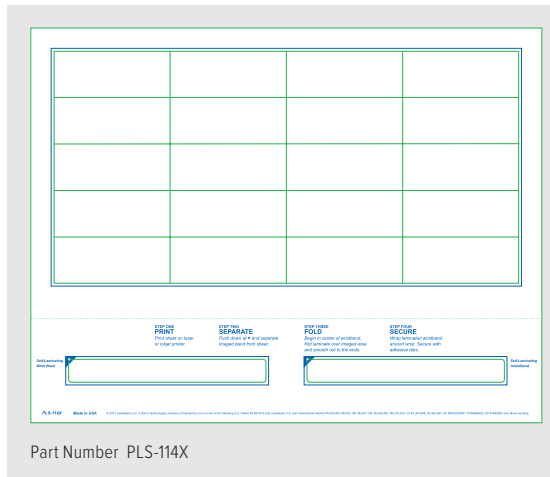 STEP ONE
PRINT
Print sheet on laser
or inkjet printer.
STEP TWO
SEPARATE
Push down at ★ and separate
imaged band from sheet.
STEP THREE
FOLD
Begin in center of wristband,
fold laminate over imaged area
and smooth out to the ends.
STEP FOUR
SECURE
Wrap laminated wristband
around wrist. Secure with
adhesive tabs.
Self-Laminating
Wrist Band
Self-Laminating
PLS-114X
Made in USA
Part Number PLS-114X